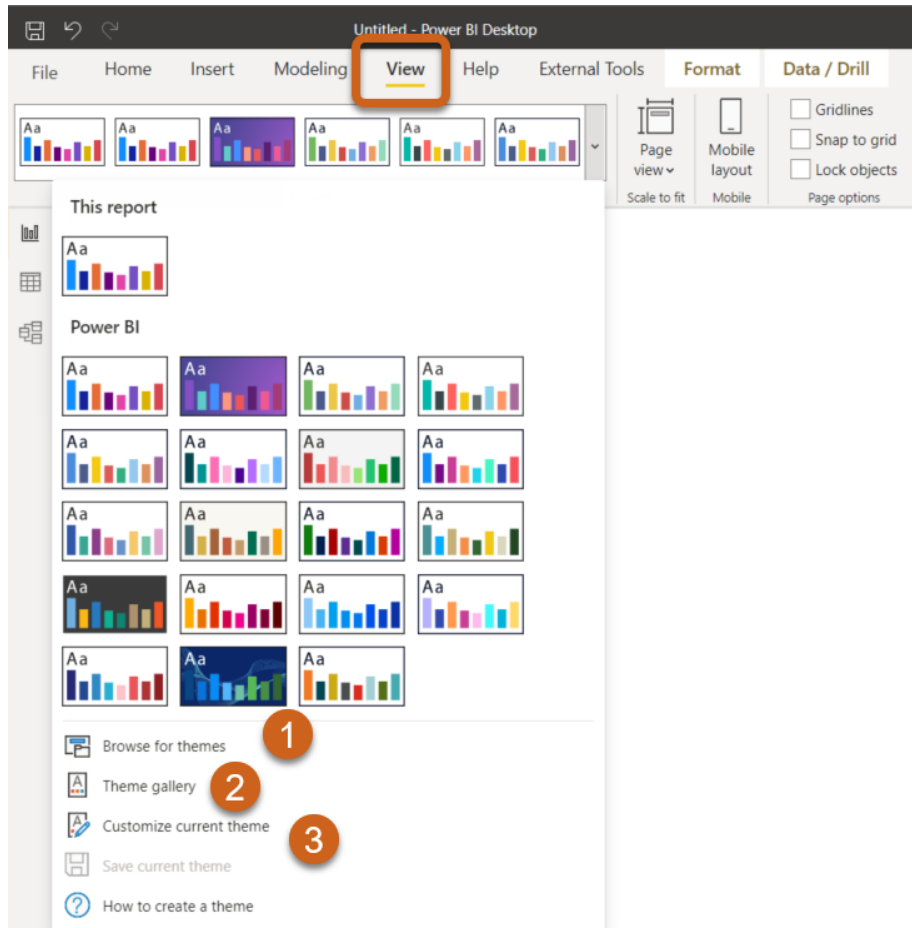 Untitled - Power BI Desktop
File Home Insert Modeling View Help External Tools Format Data / Drill
Aa Aa Aa Aa Aa Aa
Page view
Mobile layout
Gridlines
Snap to grid
Lock objects
Scale to fit Mobile Page options
This report
Aa
Power BI
Aa Aa Aa Aa
Aa Aa Aa Aa
Aa Aa Aa Aa
Aa Aa Aa Aa
Aa Aa Aa
Browse for themes 1
Theme gallery 2
Customize current theme 3
Save current theme
How to create a theme